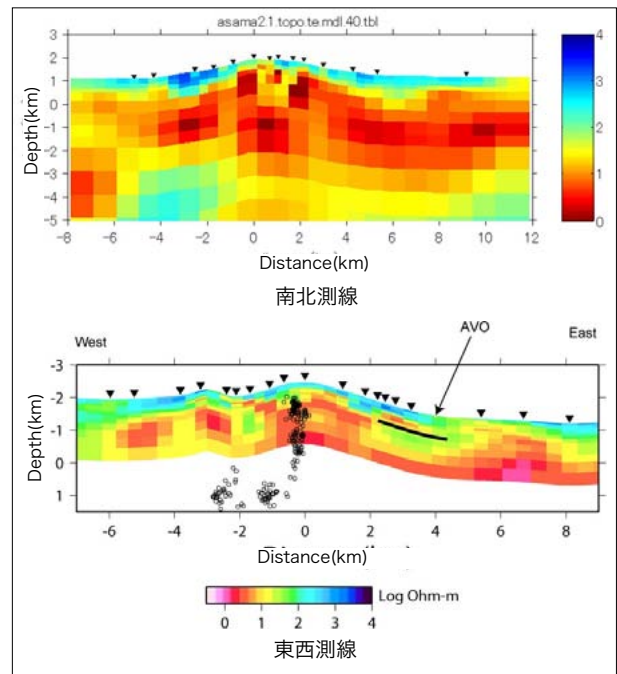 asama2.1.topo.te.mdl.40.tbl
3
2
1
0
-1
-2
-3
-4
-5
Depth(km)
-8 -6 -4 -2 0 2 4 6 8 10 12
4
3
2
1
0
Distance(km)
南北測線
AVO
West East
-3
-2
-1
0
1
Depth(km)
-6 -4 -2 0 2 4 6 8
Distance(km)
0 1 2 3 4 Log Ohm-m
東西測線